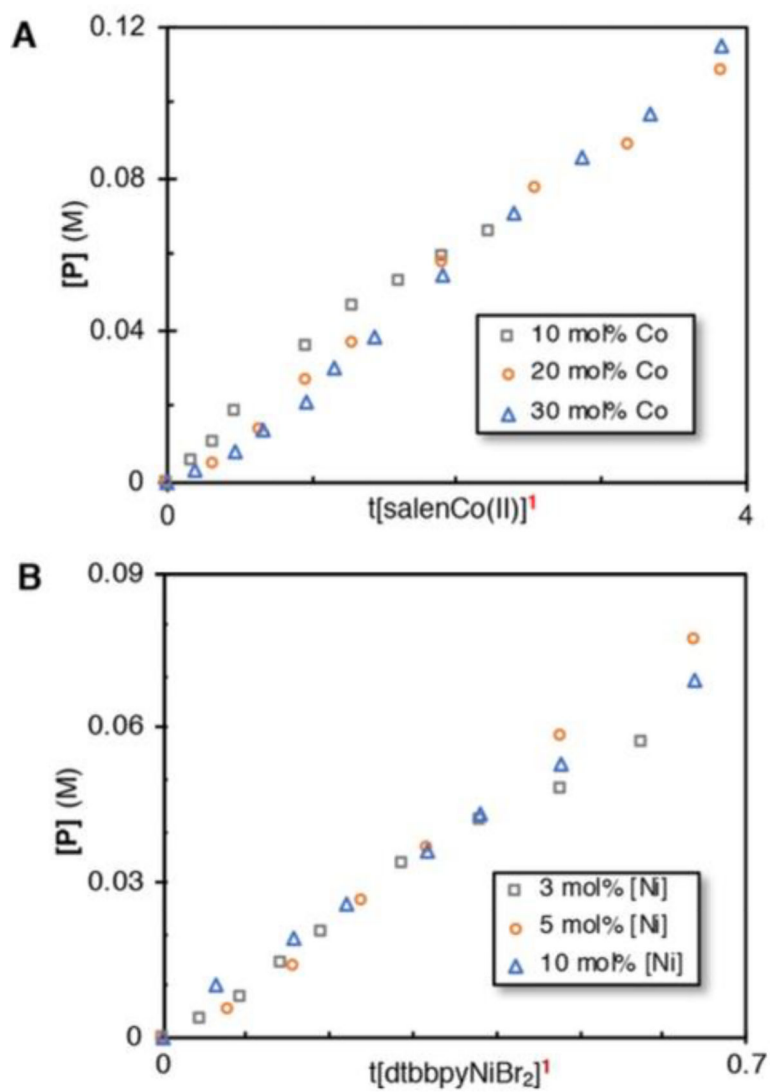 A
0.12
0.08
[P] (M)
0.04
10 mol% Co
20 mol% Co
30 mol% Co
0
0
t[salenCo(II)]¹
4
B
0.09
0.06
[P] (M)
0.03
3 mol% [Ni]
5 mol% [Ni]
10 mol% [Ni]
0
0
t[dtbbpyNiBr₂]¹
0.7